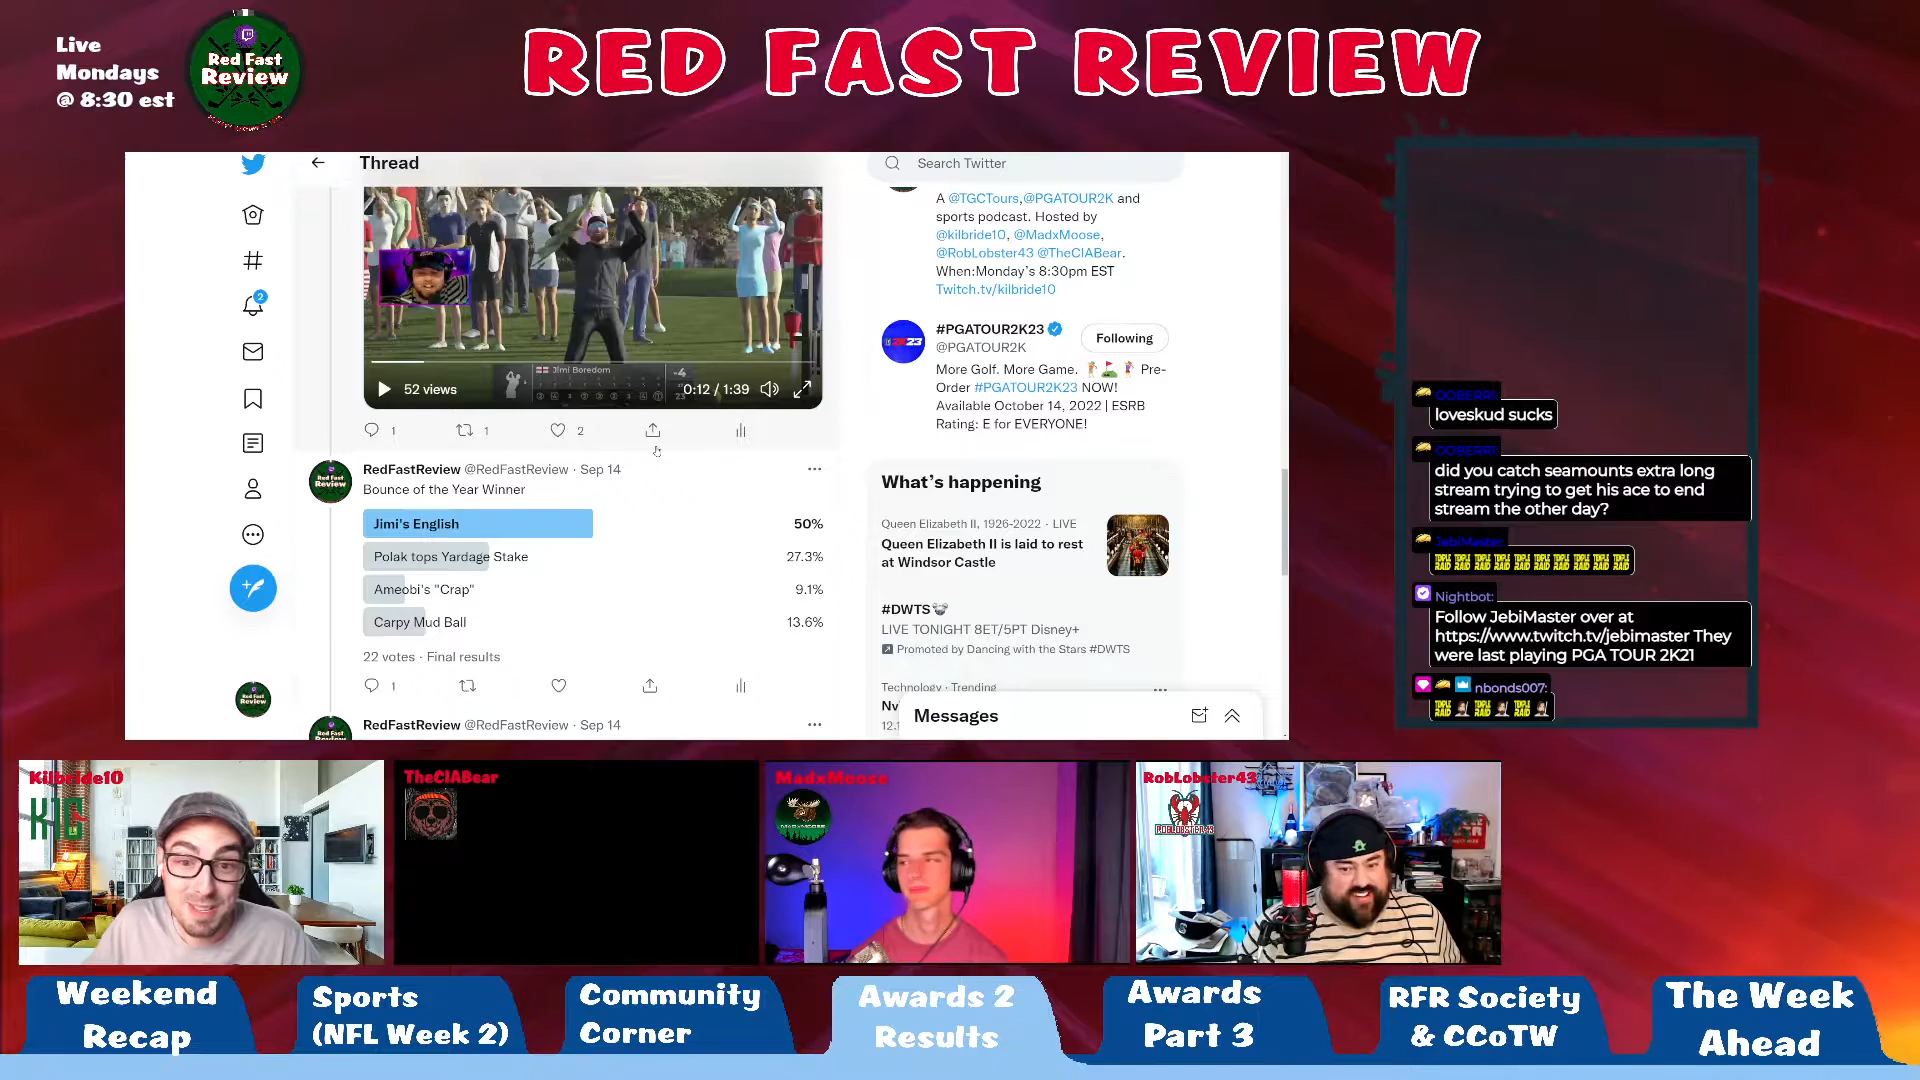 Live
Mondays
@ 8:30 est
Red Fast
Review
RED FAST REVIEW
Thread
Search Twitter
Jimi Boredom
-4
52 views
0:12 / 1:39
1
1
2
RedFastReview @RedFastReview · Sep 14
Bounce of the Year Winner
Jimi's English 50%
Polak tops Yardage Stake 27.3%
Ameobi's "Crap" 9.1%
Carpy Mud Ball 13.6%
22 votes · Final results
1
RedFastReview @RedFastReview · Sep 14
2
Red Fast
Review
A @TGCTours,@PGATOUR2K and
sports podcast. Hosted by
@kilbride10, @MadxMoose,
@RobLobster43 @TheCIABear.
When:Monday's 8:30pm EST
Twitch.tv/kilbride10
#PGATOUR2K23
@PGATOUR2K
Following
More Golf. More Game. Pre-
Order #PGATOUR2K23 NOW!
Available October 14, 2022 | ESRB
Rating: E for EVERYONE!
What's happening
Queen Elizabeth II, 1926-2022 · LIVE
Queen Elizabeth II is laid to rest
at Windsor Castle
#DWTS
LIVE TONIGHT 8ET/5PT Disney+
Promoted by Dancing with the Stars #DWTS
Technology · Trending
Messages
loveskud sucks
did you catch seamounts extra long
stream trying to get his ace to end
stream the other day?
JebiMaster
Nightbot:
Follow JebiMaster over at
https://www.twitch.tv/jebimaster They
were last playing PGA TOUR 2K21
nbonds007:
Kilbride10
K10
TheCIABear
MadxMoose
RobLobster43
ROBLOBSTER43
Weekend
Recap
Sports
(NFL Week 2)
Community
Corner
Awards 2
Results
Awards
Part 3
RFR Society
& CCoTW
The Week
Ahead